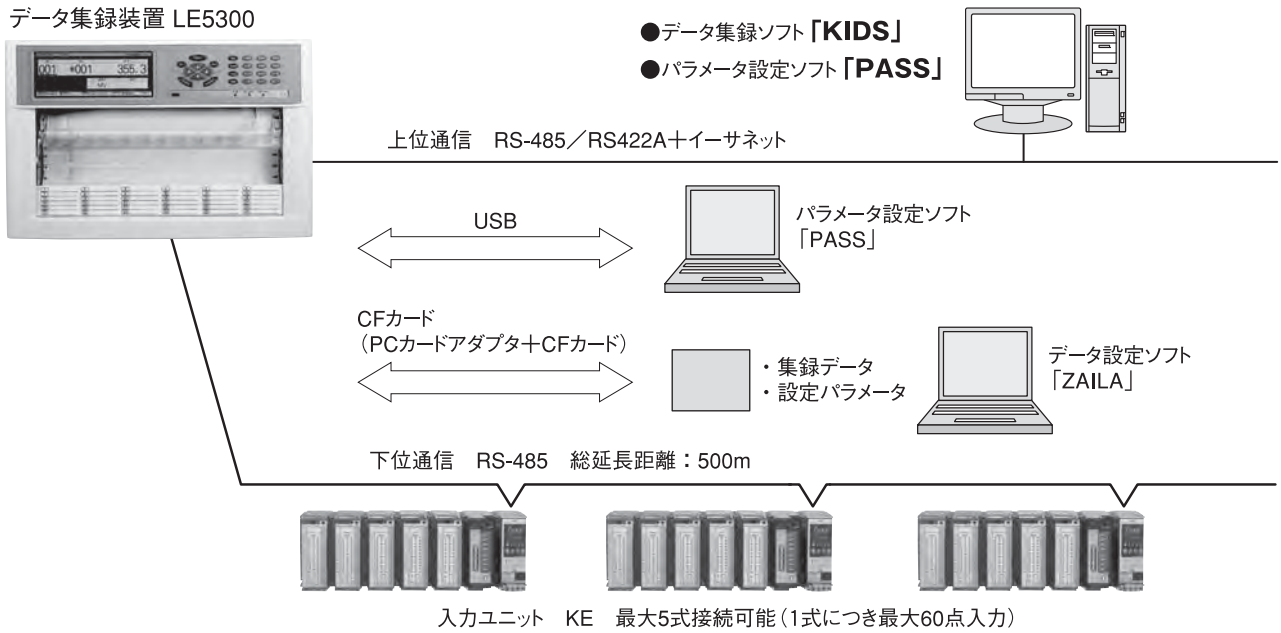 データ集録装置 LE5300
001 *001 355.3
MV
●データ集録ソフト「KIDS」
●パラメータ設定ソフト「PASS」
上位通信 RS-485／RS422A＋イーサネット
USB
パラメータ設定ソフト
「PASS」
CFカード
（PCカードアダプタ＋CFカード）
・集録データ
・設定パラメータ
データ設定ソフト
「ZAILA」
下位通信 RS-485 総延長距離：500m
入力ユニット KE 最大5式接続可能（1式につき最大60点入力）